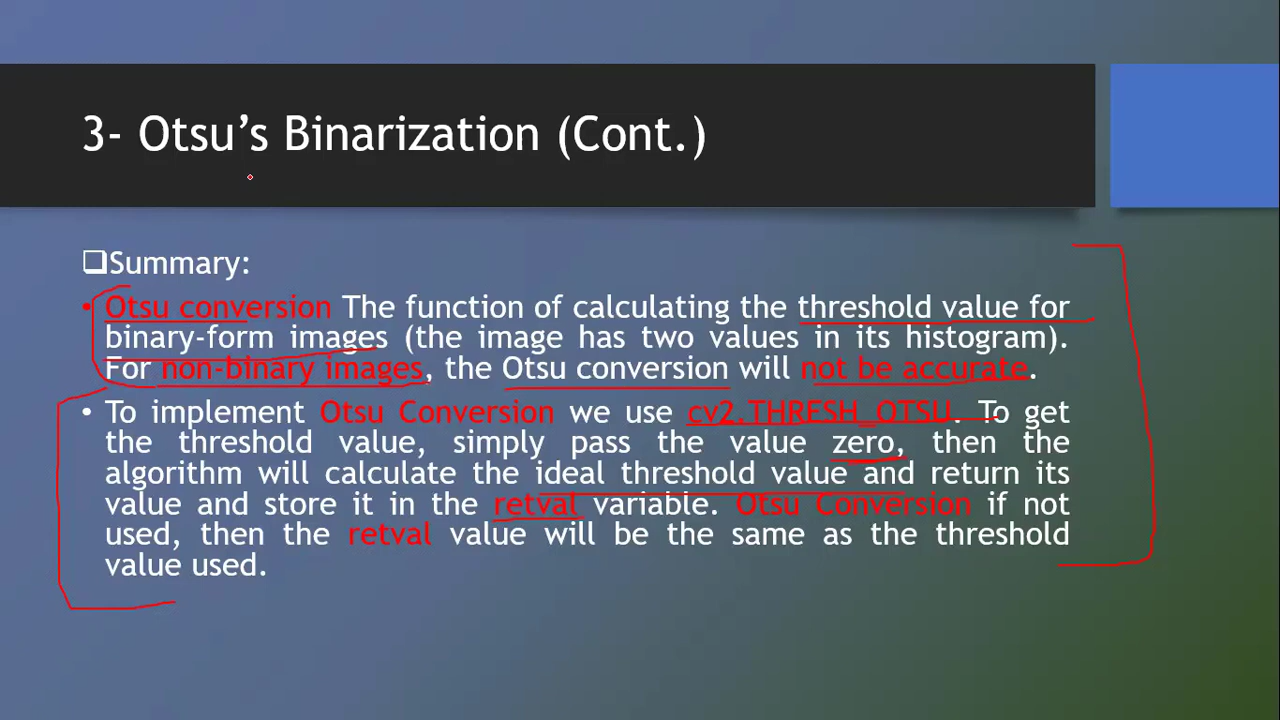 3- Otsu’s Binarization (Cont.)
❑Summary:
• Otsu conversion The function of calculating the threshold value for
binary-form images (the image has two values in its histogram).
For non-binary images, the Otsu conversion will not be accurate.
• To implement Otsu Conversion we use cv2.THRESH_OTSU. To get
the threshold value, simply pass the value zero, then the
algorithm will calculate the ideal threshold value and return its
value and store it in the retval variable. Otsu Conversion if not
used, then the retval value will be the same as the threshold
value used.